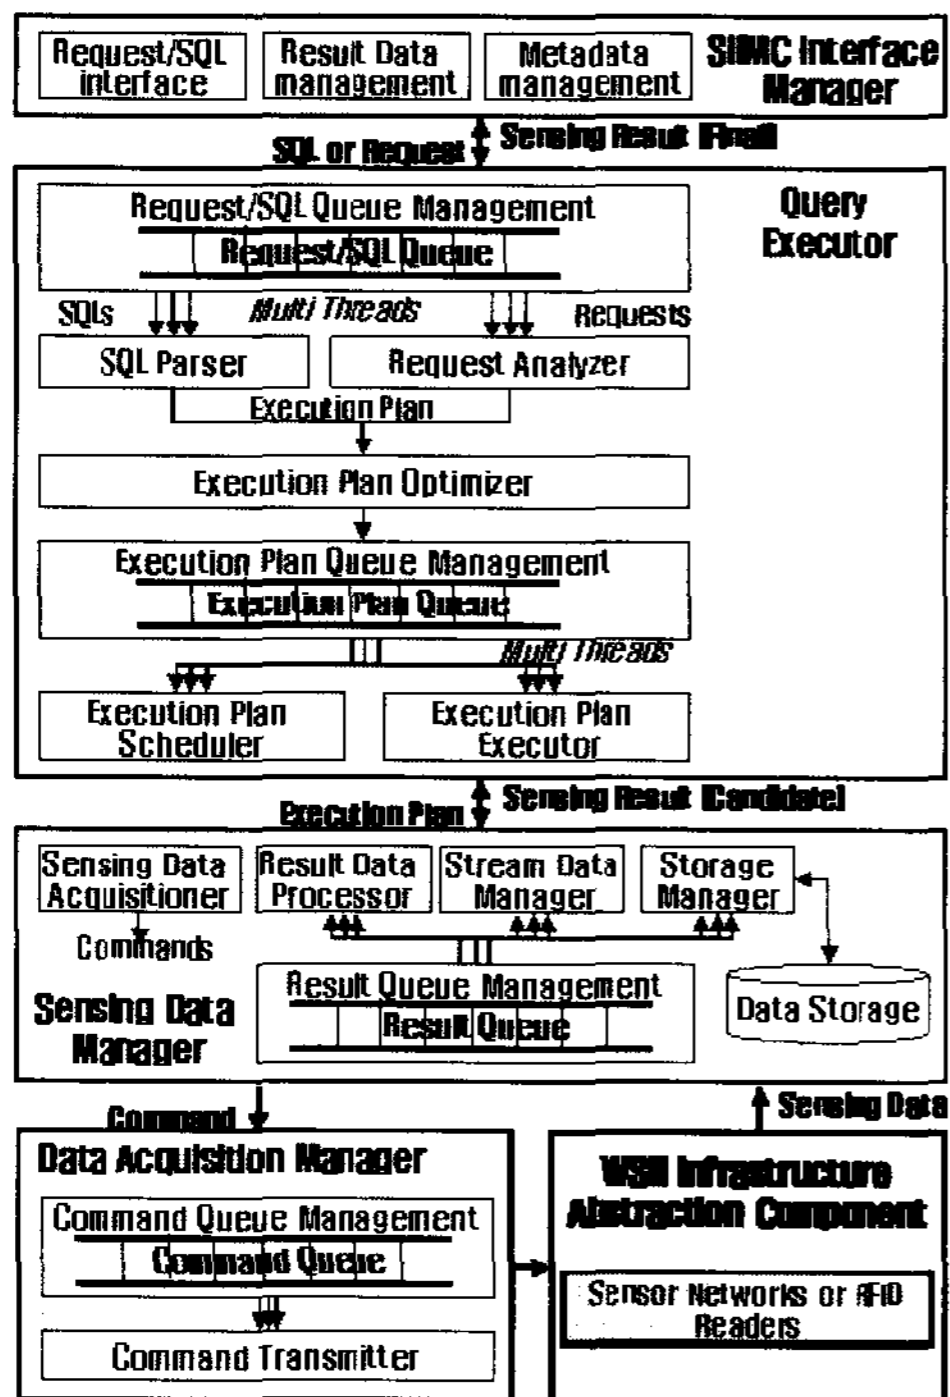 Request/SQL
interface
Result Data
management
Metadata
management
SIIMC Interface
Manager
SQL or Request
Sensing Result [Final]
Request/SQL Queue Management
Request/SQL Queue
Query
Executor
SQLs
Multi Threads
Requests
SQL Parser
Request Analyzer
Execution Plan
Execution Plan Optimizer
Execution Plan Queue Management
Execution Plan Queue
Multi Threads
Execution Plan
Scheduler
Execution Plan
Executor
Execution Plan
Sensing Result [Candidate]
Sensing Data
Acquisitioner
Result Data
Processor
Stream Data
Manager
Storage
Manager
Commands
Sensing Data
Manager
Result Queue Management
Result Queue
Data Storage
Command
Sensing Data
Data Acquisition Manager
Command Queue Management
Command Queue
Command Transmitter
WSN Infrastructure
Abstraction Component
Sensor Networks or RFID
Readers